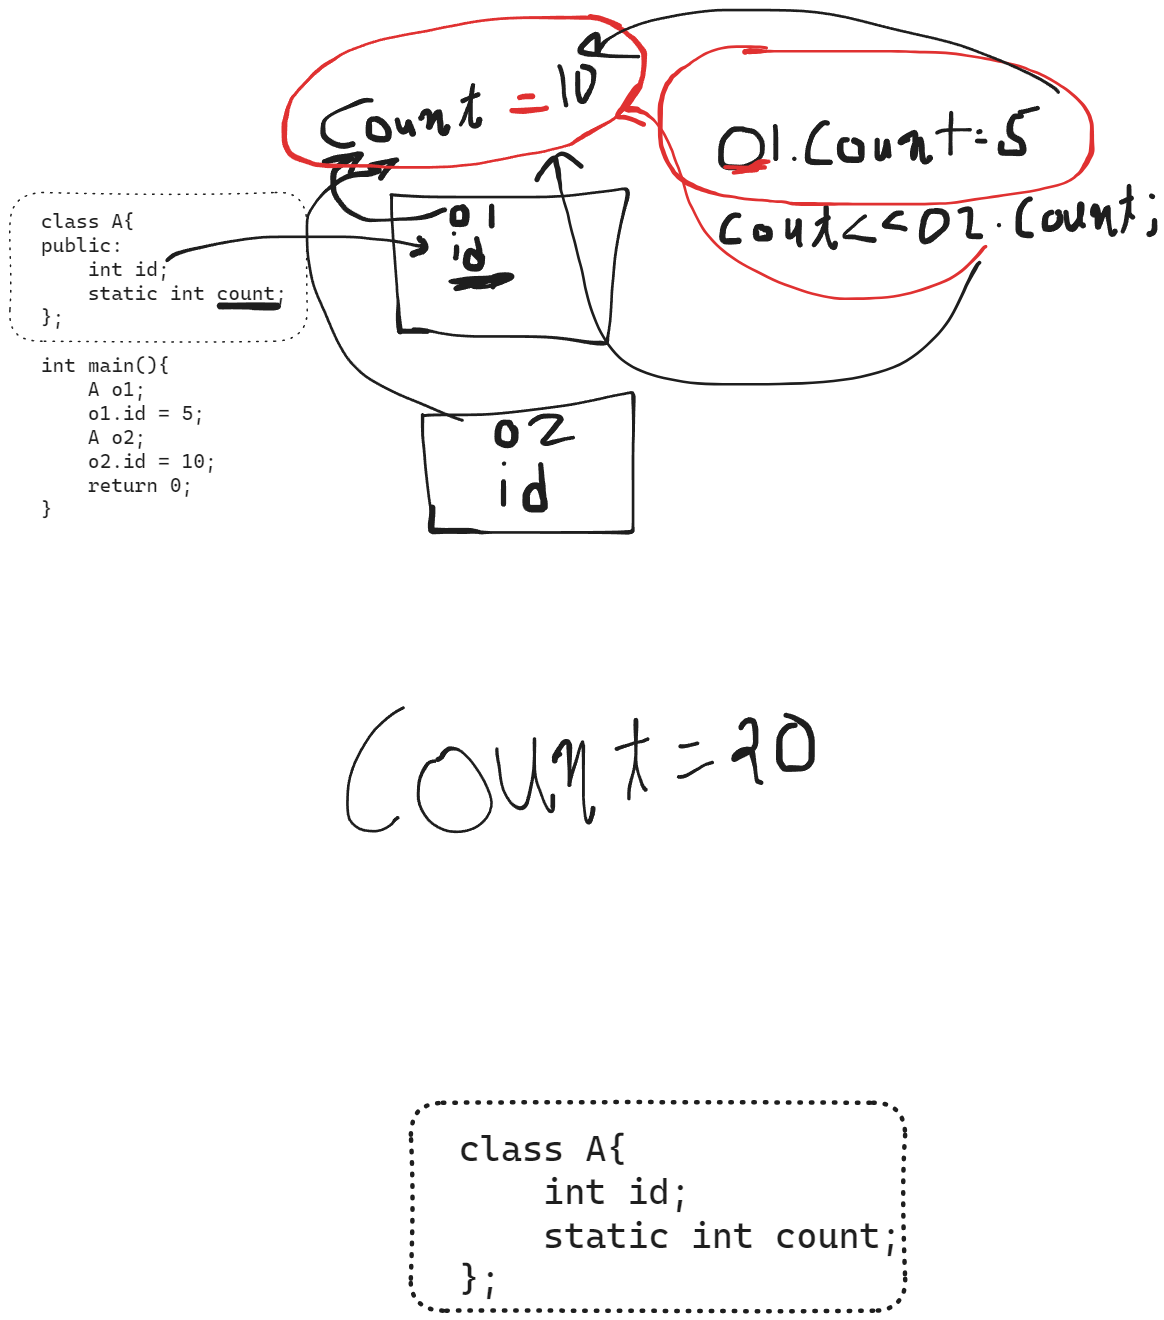 Count = 10
O1.Count = 5
Cout<<O2.Count;
o1
id
class A{
public:
    int id;
    static int count;
};
int main(){
    A o1;
    o1.id = 5;
    A o2;
    o2.id = 10;
    return 0;
}
o2
id
Count = 20
class A{
    int id;
    static int count;
};